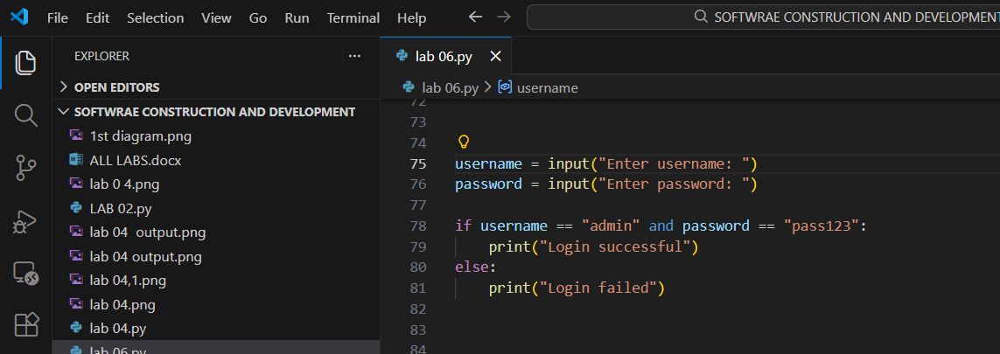 File Edit Selection View Go Run Terminal Help ← → SOFTWRAE CONSTRUCTION AND DEVELOPMENT
EXPLORER ...
OPEN EDITORS
SOFTWRAE CONSTRUCTION AND DEVELOPMENT
1st diagram.png
ALL LABS.docx
lab 0 4.png
LAB 02.py
lab 04  output.png
lab 04 output.png
lab 04,1.png
lab 04.png
lab 04.py
lab 06.py
lab 06.py ×
lab 06.py > username
72
73
74
75 username = input("Enter username: ")
76 password = input("Enter password: ")
77
78 if username == "admin" and password == "pass123":
79     print("Login successful")
80 else:
81     print("Login failed")
82
83
84